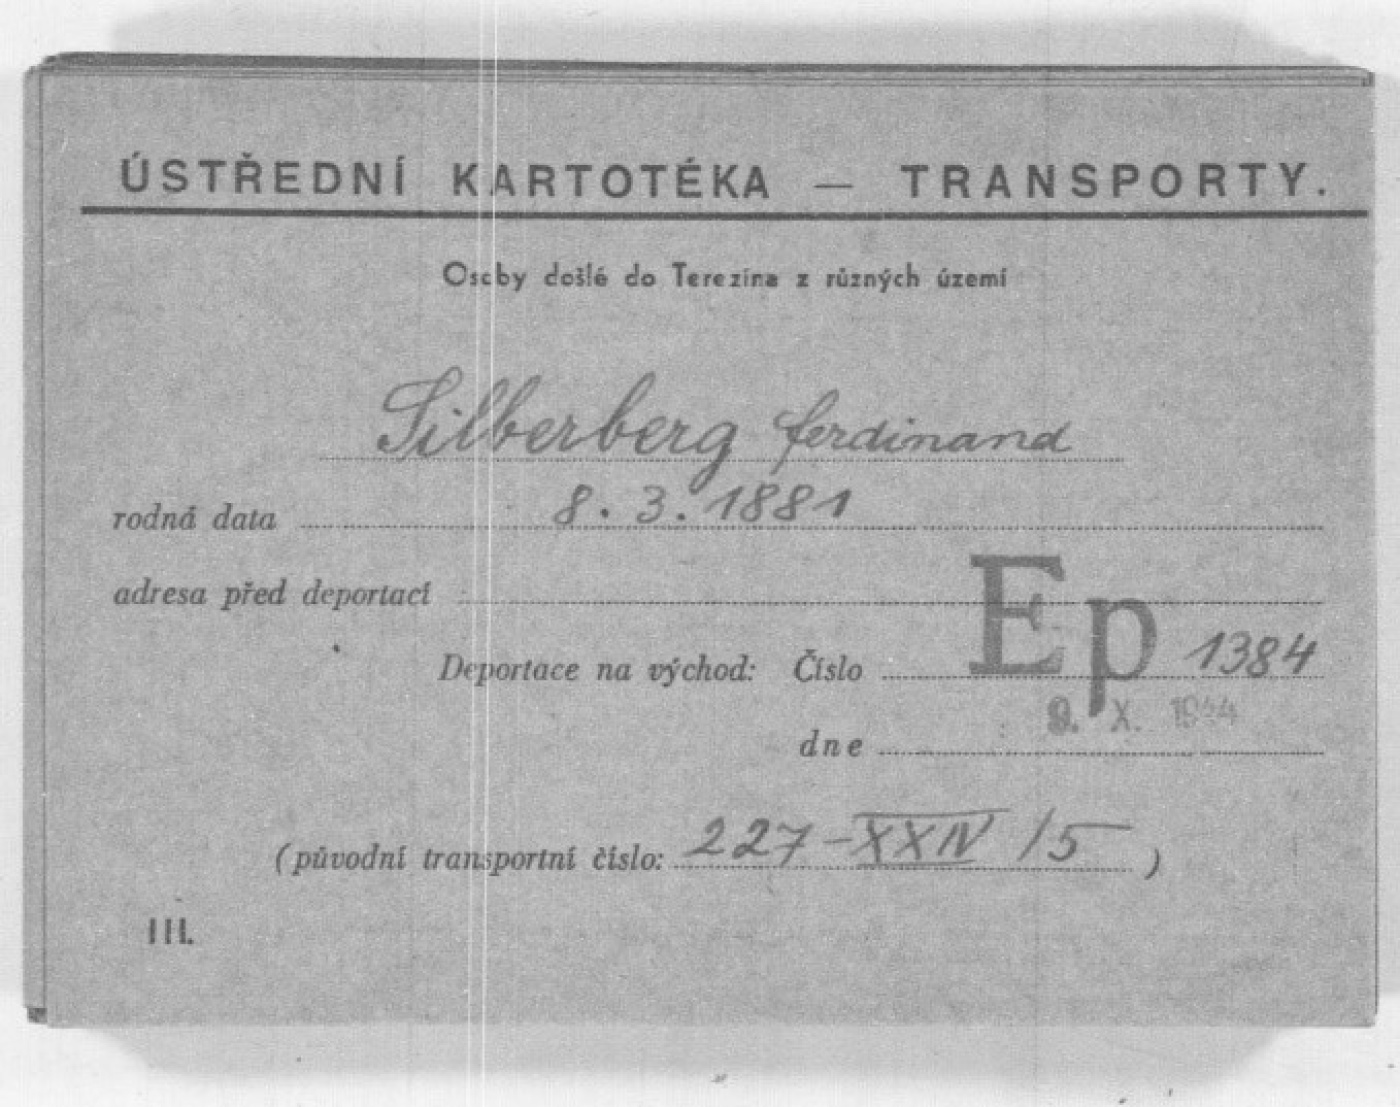 ÚSTŘEDNÍ KARTOTÉKA — TRANSPORTY.
Osoby došlé do Terezína z různých území
Silberberg ferdinand
rodná data 8. 3. 1881
adresa před deportací
Deportace na východ: Číslo Ep 1384
dne 9. X. 1944
(původní transportní číslo: 227-XXIV/5)
III.